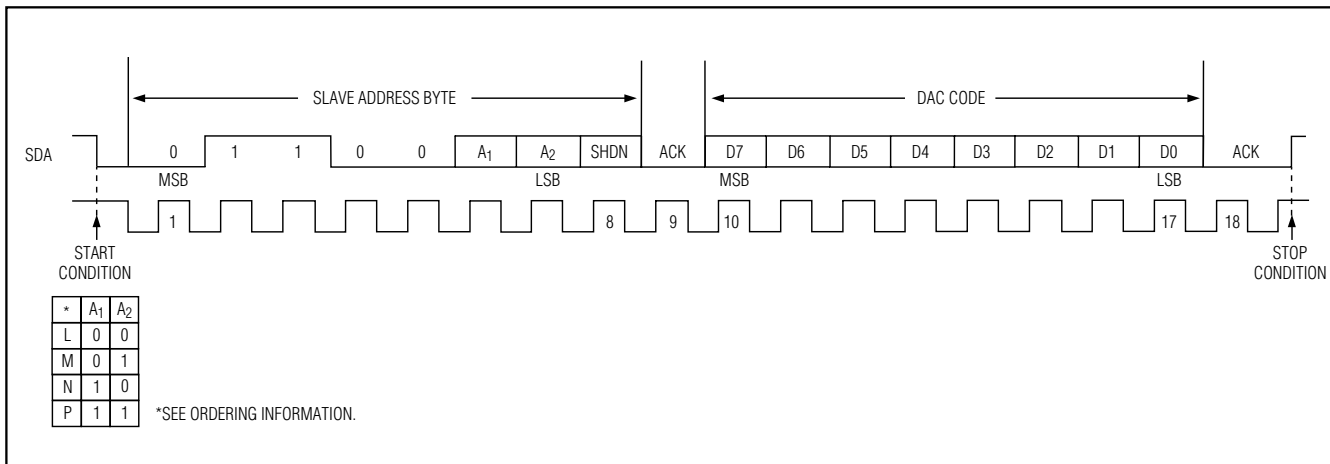 SLAVE ADDRESS BYTE DAC CODE
SDA 0 1 1 0 0 A1 A2 SHDN ACK D7 D6 D5 D4 D3 D2 D1 D0 ACK
MSB LSB MSB LSB
1 8 9 10 17 18
START
CONDITION
STOP
CONDITION
* A1 A2
L 0 0
M 0 1
N 1 0
P 1 1
*SEE ORDERING INFORMATION.